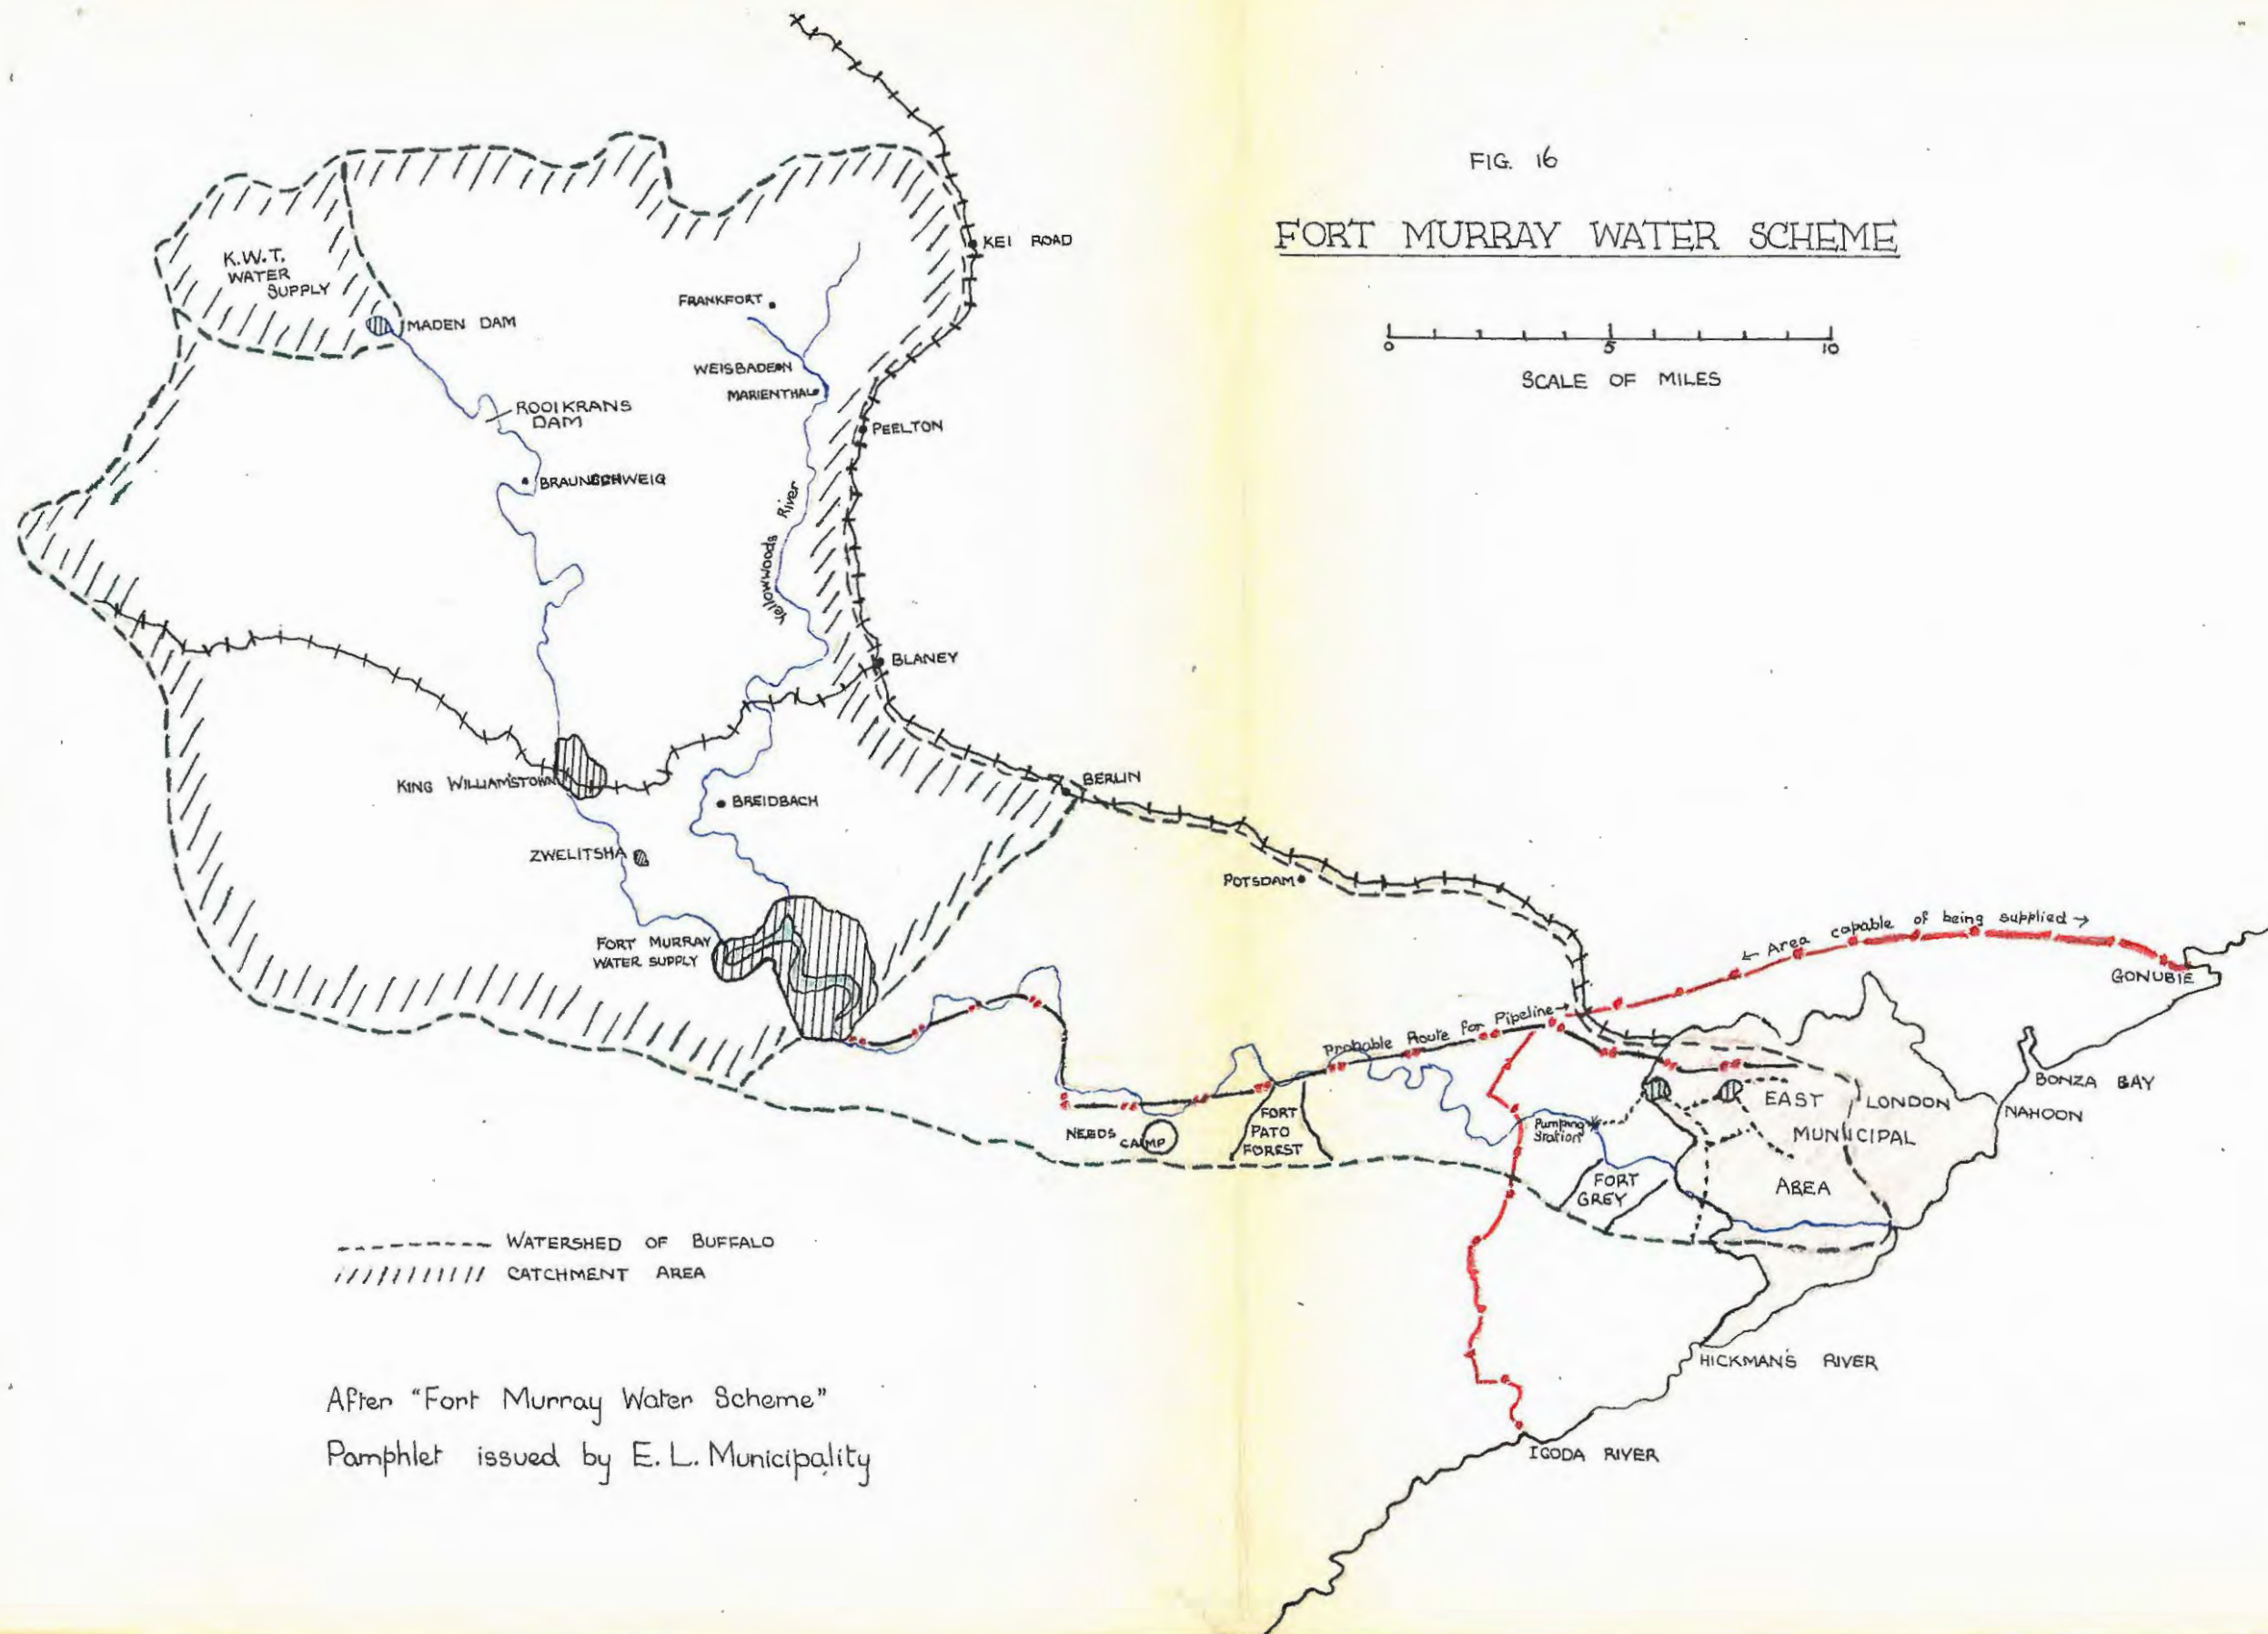 FIG. 16
FORT MURRAY WATER SCHEME
0 5 10
SCALE OF MILES
KEI ROAD
K.W.T.
WATER
SUPPLY
MADEN DAM
FRANKFORT
WEISBADEN
MARIENTHAL
ROOIKRANS
DAM
PEELTON
BRAUNSCHWEIG
Yellowwoods River
BLANEY
KING WILLIAM'STOWN
BERLIN
BREIDBACH
ZWELITSHA
POTSDAM
FORT MURRAY
WATER SUPPLY
← Area capable of being supplied →
GONUBIE
Probable Route for Pipeline →
BONZA BAY
NAHOON
EAST LONDON
MUNICIPAL
AREA
Pumping
Station
NEEDS CAMP
FORT
PATO
FOREST
FORT
GREY
WATERSHED OF BUFFALO
CATCHMENT AREA
HICKMAN'S RIVER
IGODA RIVER
After "Fort Murray Water Scheme"
Pamphlet issued by E. L. Municipality